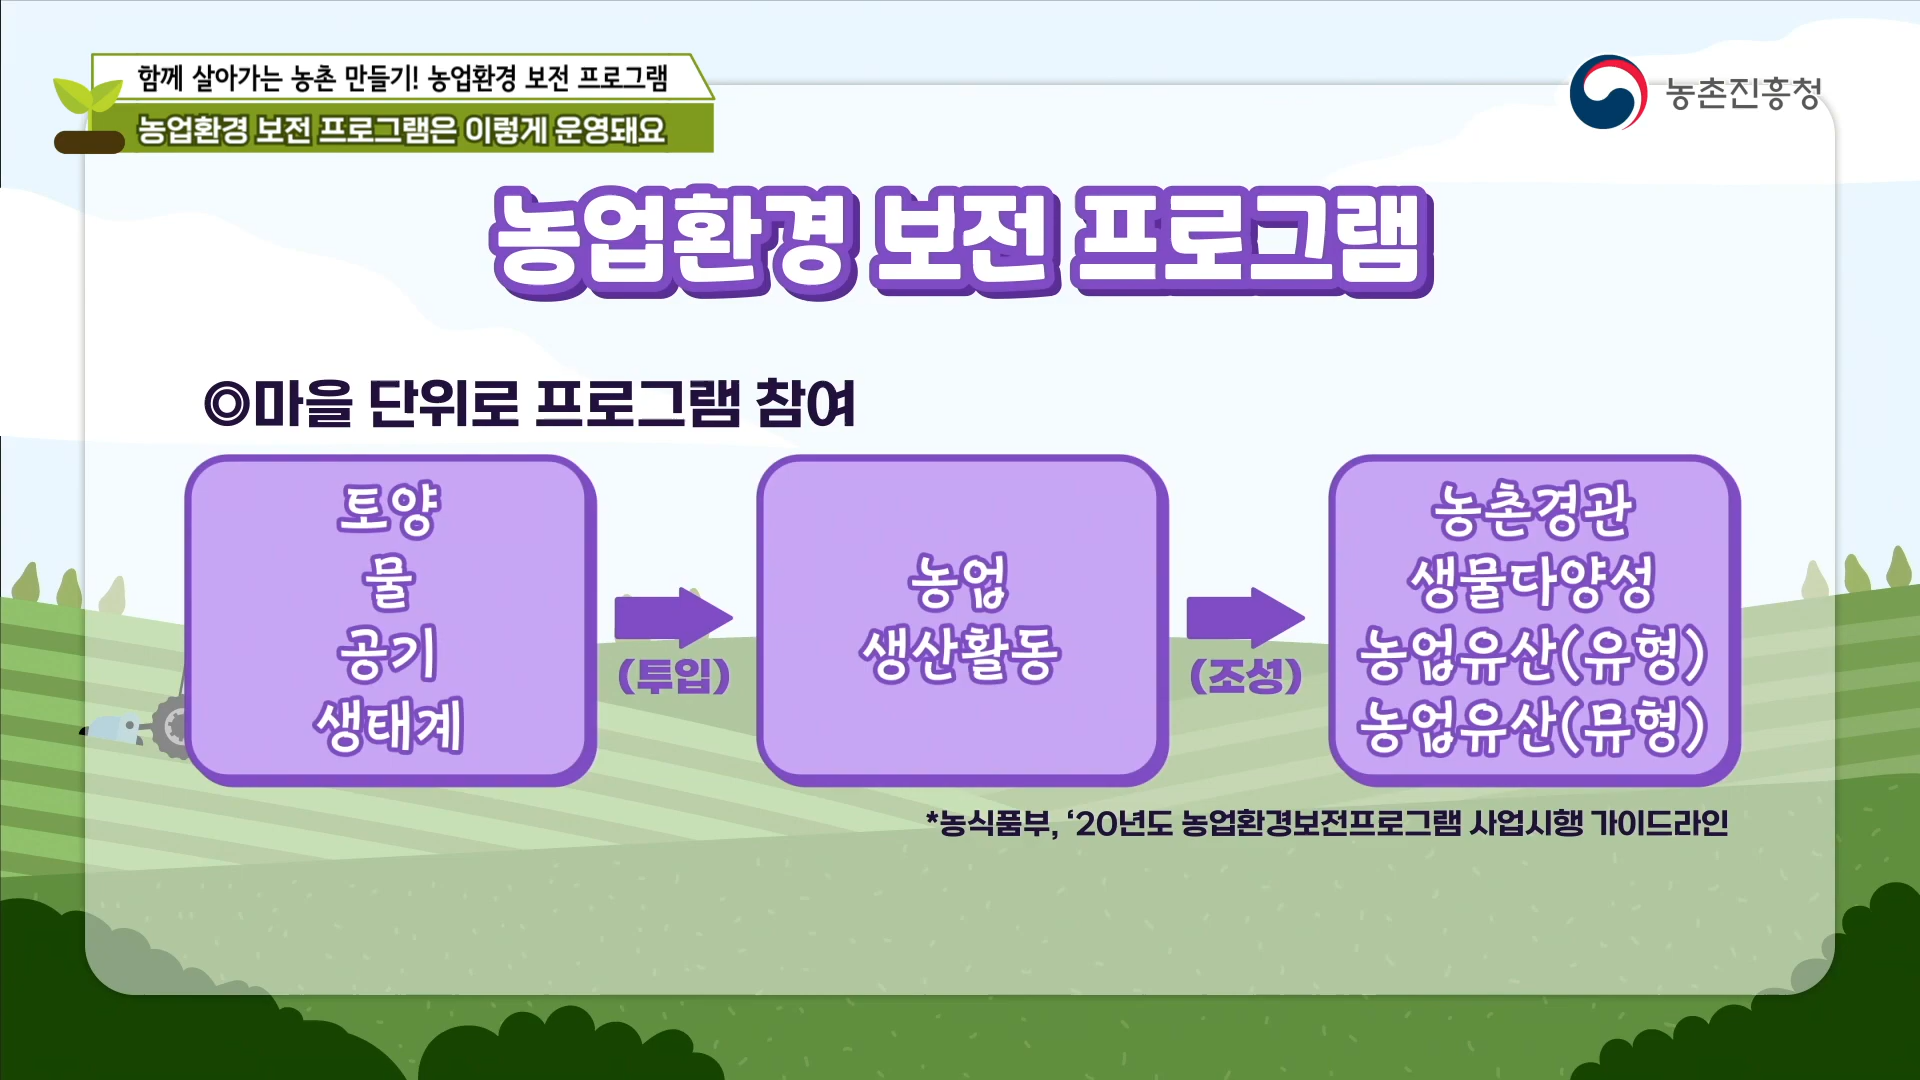 함께 살아가는 농촌 만들기! 농업환경 보전 프로그램
농업환경 보전 프로그램은 이렇게 운영돼요
농촌진흥청
농업환경 보전 프로그램
◎마을 단위로 프로그램 참여
토양
물
공기
생태계
(투입)
농업
생산활동
(조성)
농촌경관
생물다양성
농업유산(유형)
농업유산(뮤형)
*농식품부, ‘20년도 농업환경보전프로그램 사업시행 가이드라인